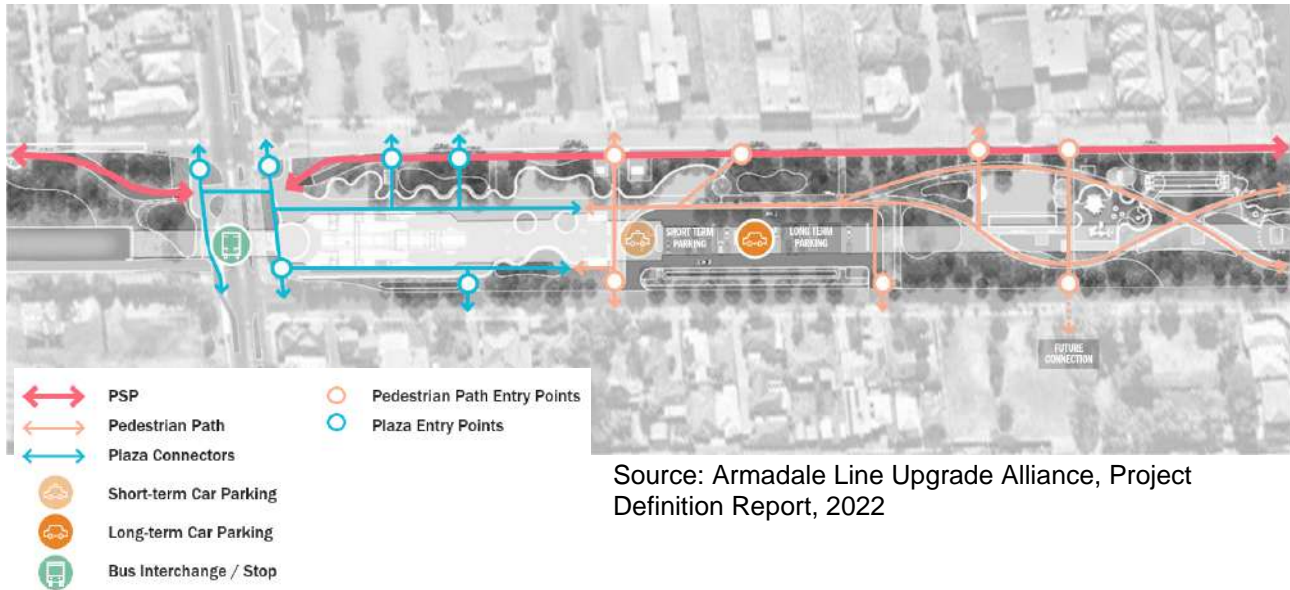 SHORT TERM
PARKING
LONG TERM
PARKING
FUTURE
CONNECTION
PSP
Pedestrian Path
Plaza Connectors
Short-term Car Parking
Long-term Car Parking
Bus Interchange / Stop
Pedestrian Path Entry Points
Plaza Entry Points
Source: Armadale Line Upgrade Alliance, Project
Definition Report, 2022